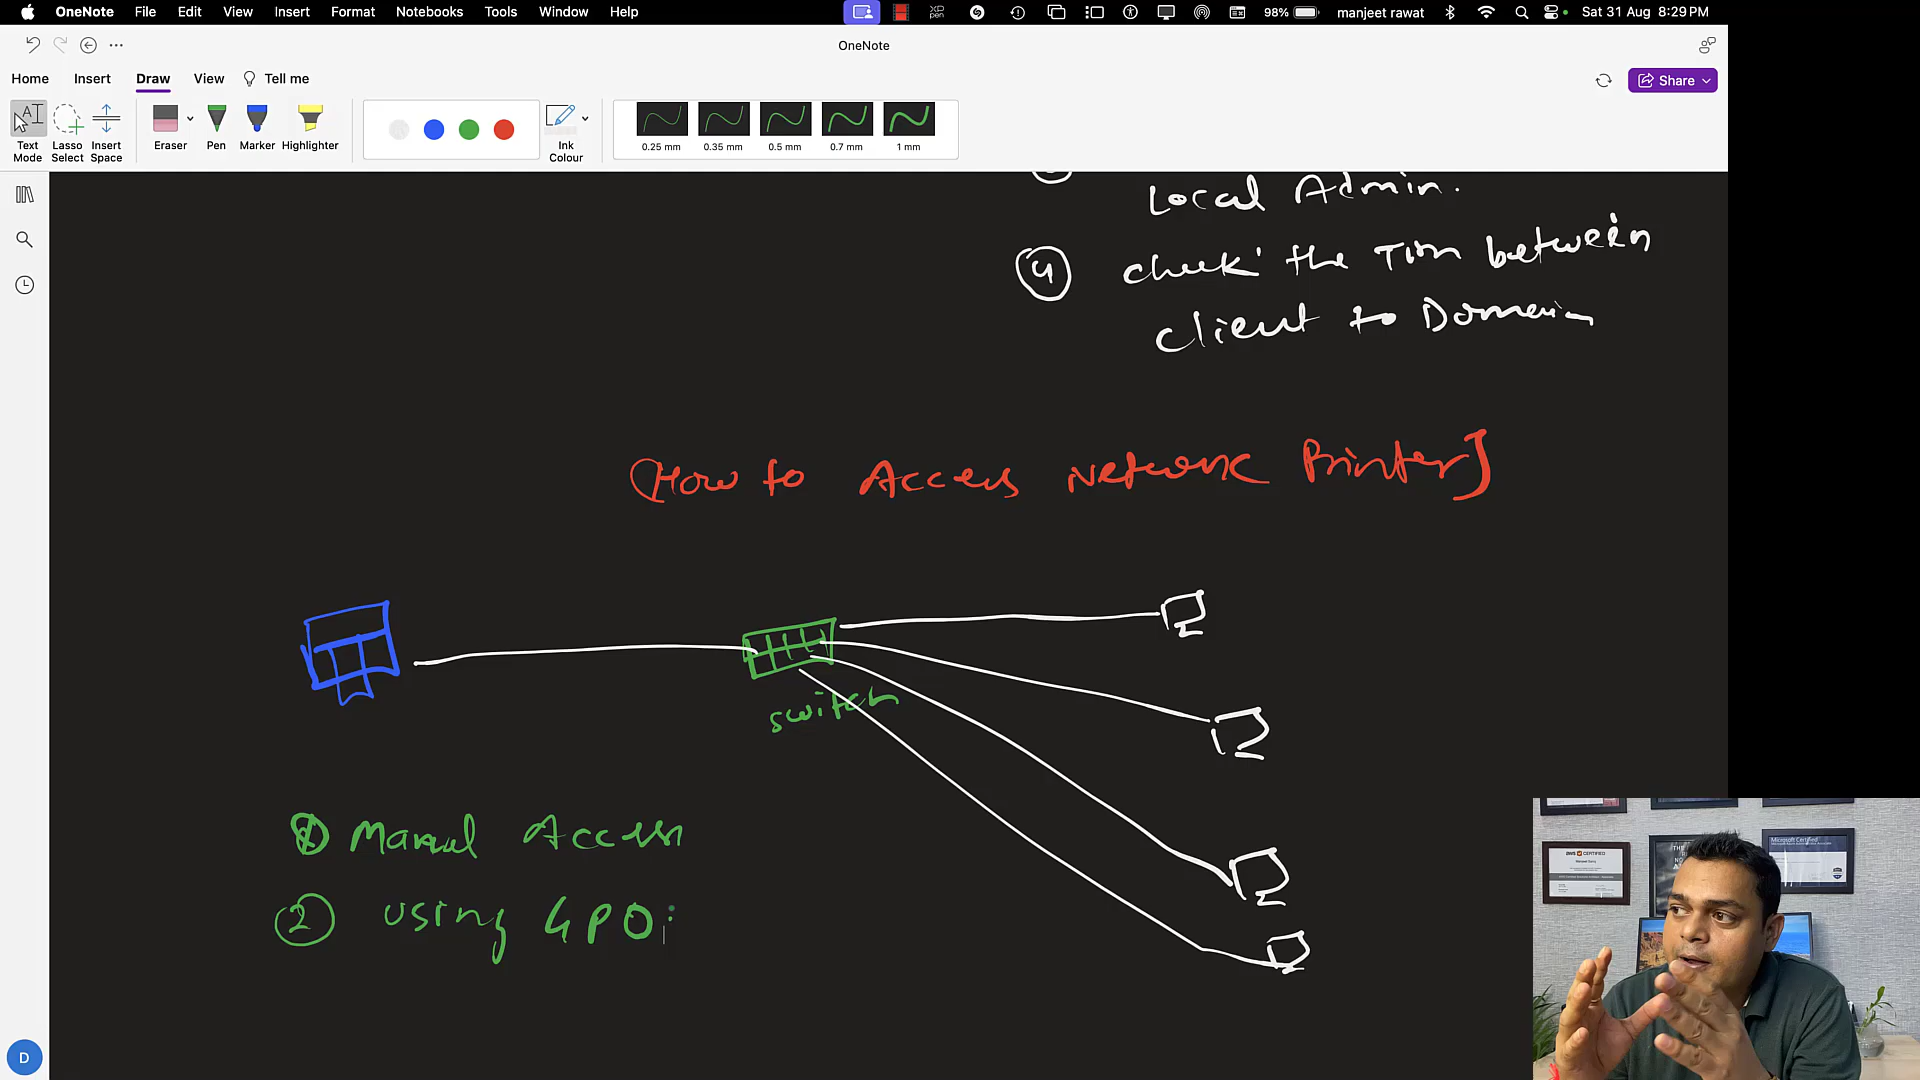 OneNote File Edit View Insert Format Notebooks Tools Window Help 98% manjeet rawat Sat 31 Aug 8:29 PM
OneNote
Home Insert Draw View Tell me Share
Text Mode
Lasso Select
Insert Space
Eraser
Pen
Marker
Highlighter
Ink Colour
0.25 mm 0.35 mm 0.5 mm 0.7 mm 1 mm
Local Admin.
4 check the Tim between
client to Domain
(How to Access Network Printer]
switch
1 Manual Access
2 using GPO:
D